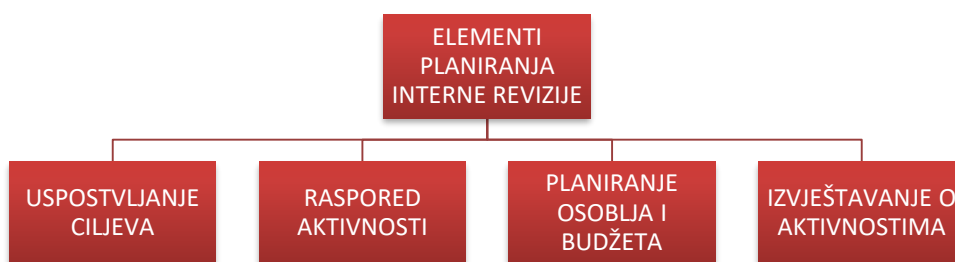 ELEMENTI
PLANIRANJA
INTERNE REVIZIJE
USPOSTVLJANJE
CILJEVA
RASPORED
AKTIVNOSTI
PLANIRANJE
OSOBLJA I
BUDŽETA
IZVJEŠTAVANJE O
AKTIVNOSTIMA